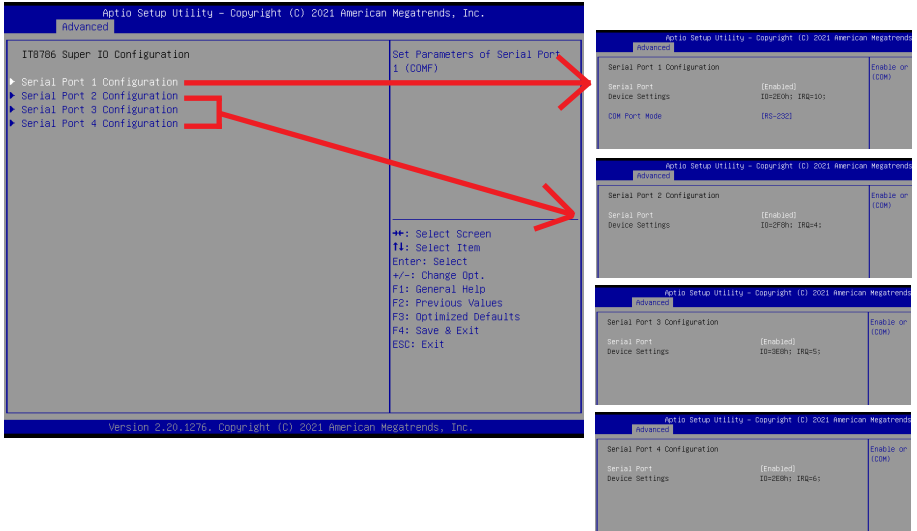 Aptio Setup Utility – Copyright (C) 2021 American Megatrends, Inc.
Advanced
IT8786 Super IO Configuration
Serial Port 1 Configuration
Serial Port 2 Configuration
Serial Port 3 Configuration
Serial Port 4 Configuration
Set Parameters of Serial Port
1 (COMF)
→←: Select Screen
↑↓: Select Item
Enter: Select
+/-: Change Opt.
F1: General Help
F2: Previous Values
F3: Optimized Defaults
F4: Save & Exit
ESC: Exit
Version 2.20.1276. Copyright (C) 2021 American Megatrends, Inc.
Aptio Setup Utility – Copyright (C) 2021 American Megatrends
Advanced
Serial Port 1 Configuration
Serial Port [Enabled]
Device Settings IO=2E0h; IRQ=10;
COM Port Mode [RS-232]
Enable or
(COM)
Aptio Setup Utility – Copyright (C) 2021 American Megatrends
Advanced
Serial Port 2 Configuration
Serial Port [Enabled]
Device Settings IO=2F8h; IRQ=4;
Enable or
(COM)
Aptio Setup Utility – Copyright (C) 2021 American Megatrends
Advanced
Serial Port 3 Configuration
Serial Port [Enabled]
Device Settings IO=3E8h; IRQ=5;
Enable or
(COM)
Aptio Setup Utility – Copyright (C) 2021 American Megatrends
Advanced
Serial Port 4 Configuration
Serial Port [Enabled]
Device Settings IO=2E8h; IRQ=6;
Enable or
(COM)